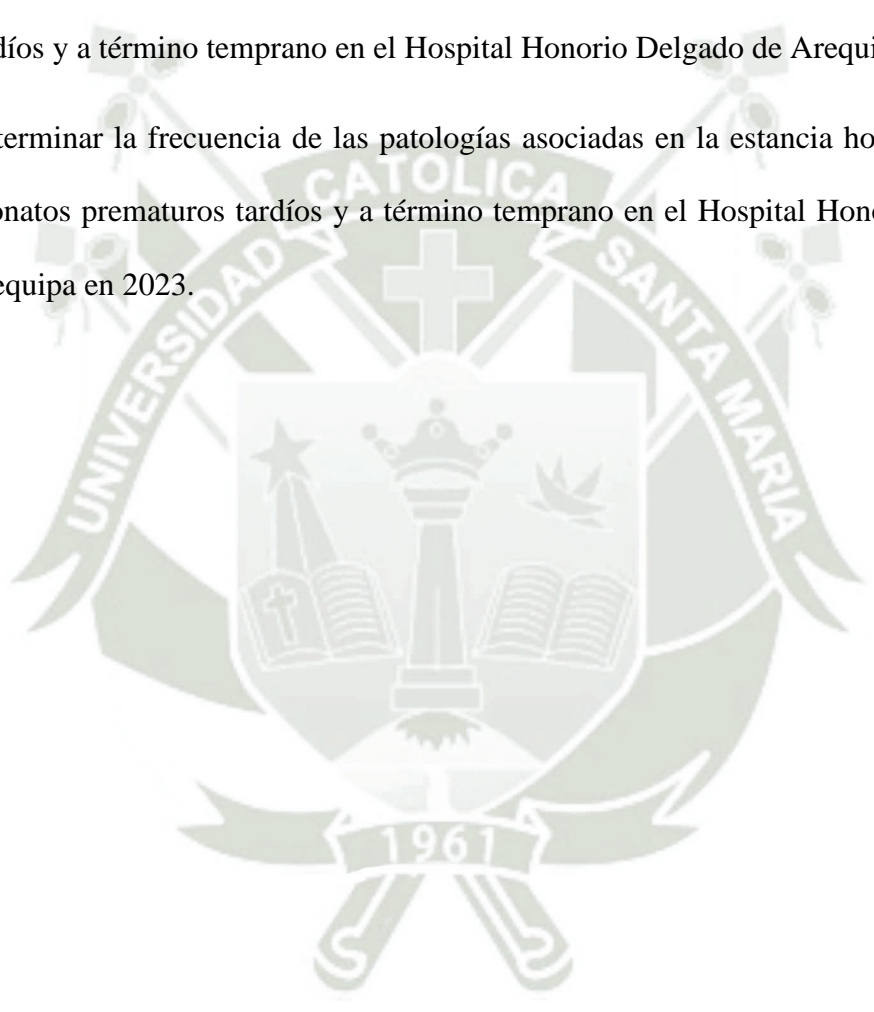 díos y a término temprano en el Hospital Honorio Delgado de Arequi
terminar la frecuencia de las patologías asociadas en la estancia ho
onatos prematuros tardíos y a término temprano en el Hospital Hono
equipa en 2023.
UNIVERSIDAD CATOLICA SANTA MARIA
1961